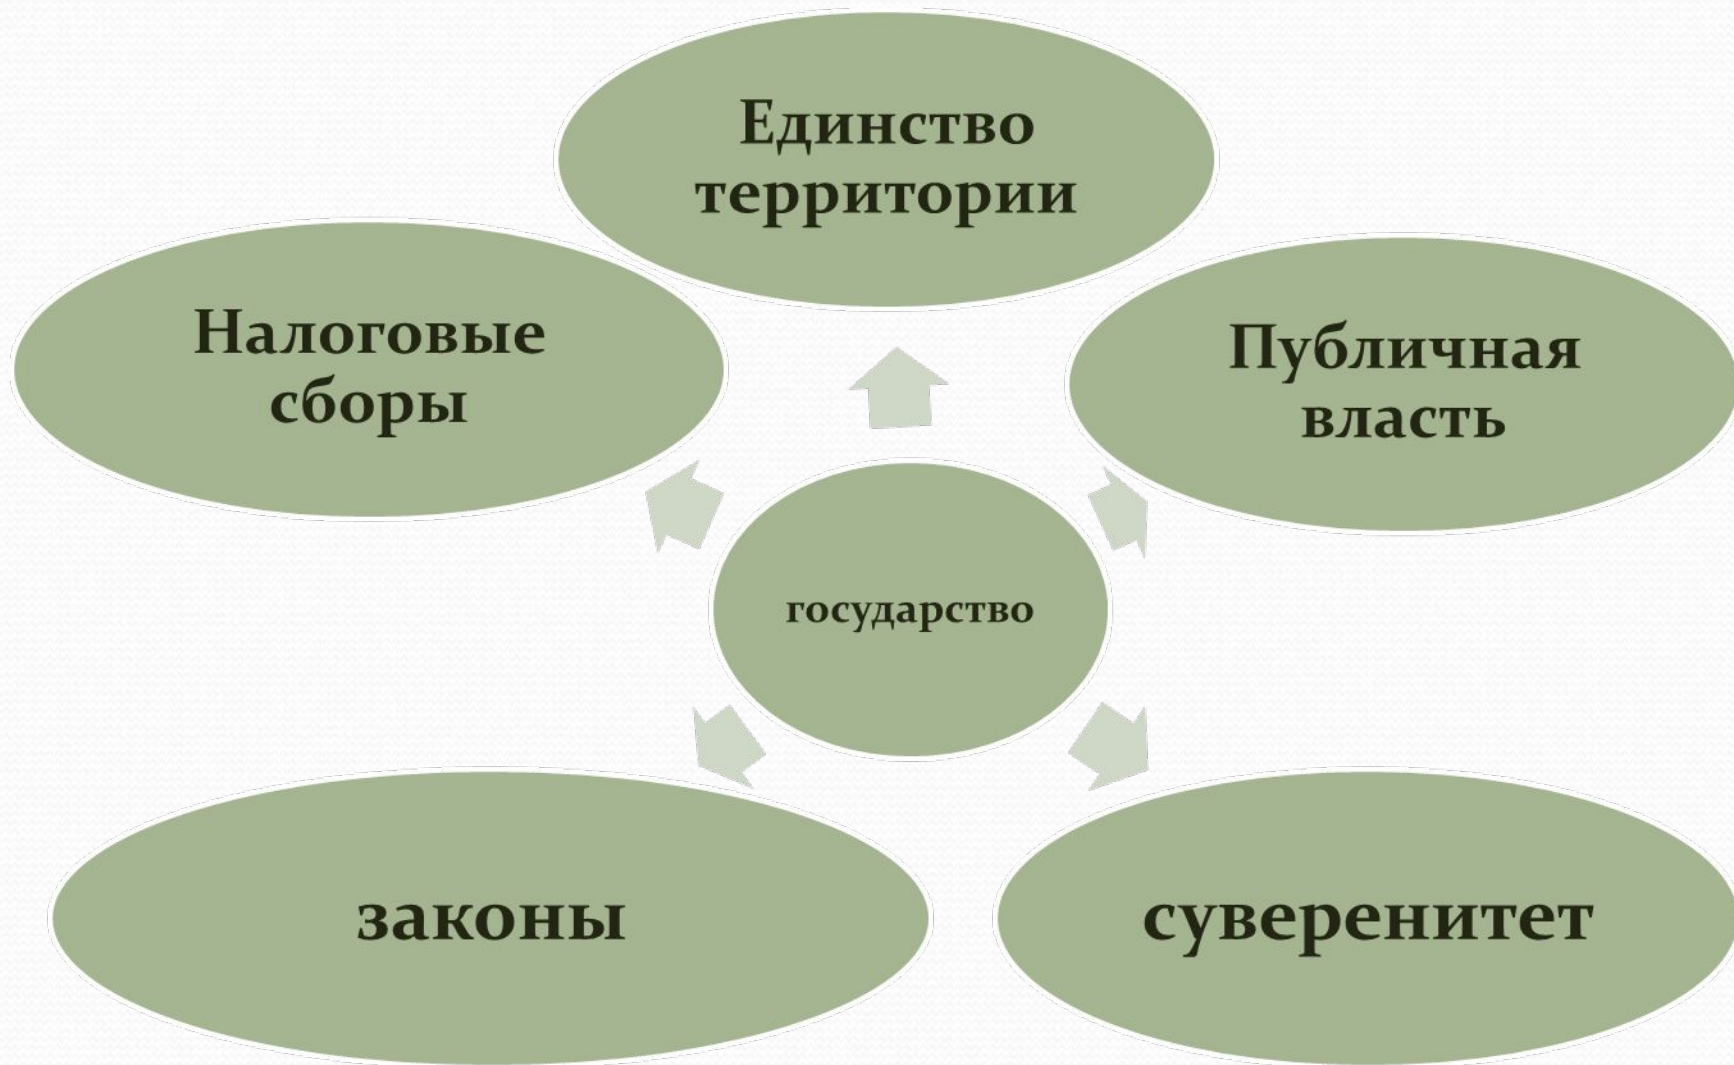 Единство
территории
Налоговые
сборы
Публичная
власть
государство
законы
суверенитет